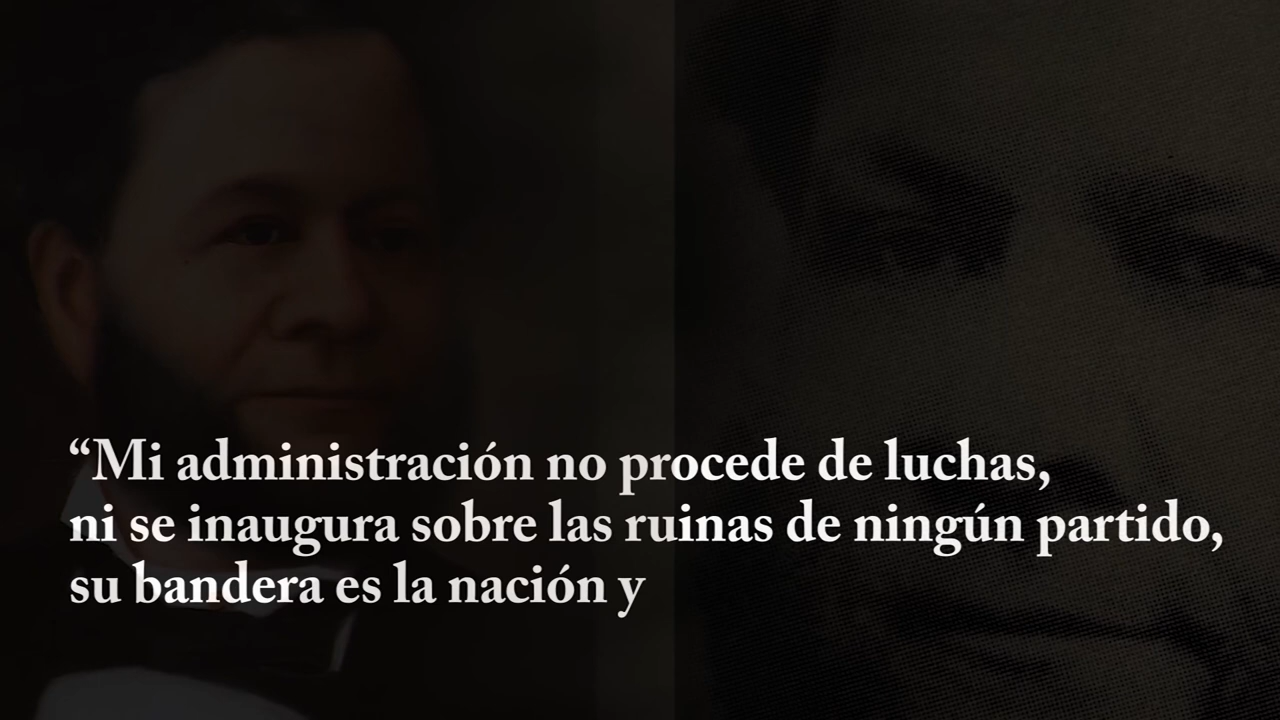 “Mi administración no procede de luchas,
ni se inaugura sobre las ruinas de ningún partido,
su bandera es la nación y